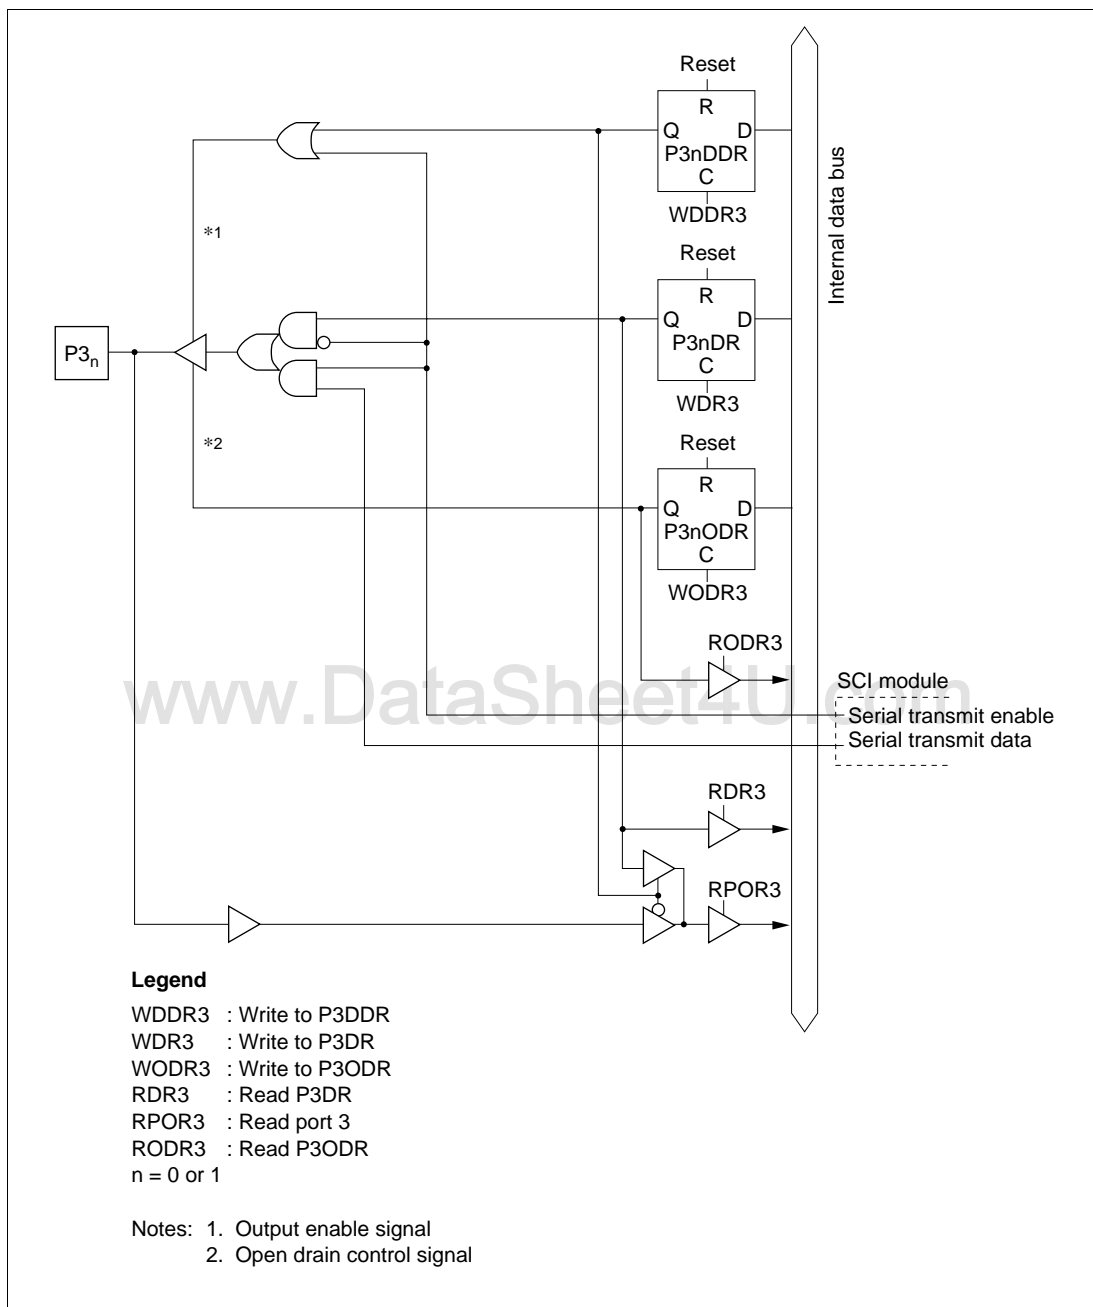 Reset
R
Q D
P3nDDR
C
WDDR3
Internal data bus
*1
Reset
R
Q D
P3nDR
C
WDR3
P3n
*2
Reset
R
Q D
P3nODR
C
WODR3
RODR3
www.DataSheet4U.com
SCI module
Serial transmit enable
Serial transmit data
RDR3
RPOR3
Legend
WDDR3 : Write to P3DDR
WDR3 : Write to P3DR
WODR3 : Write to P3ODR
RDR3 : Read P3DR
RPOR3 : Read port 3
RODR3 : Read P3ODR
n = 0 or 1
Notes: 1. Output enable signal
2. Open drain control signal